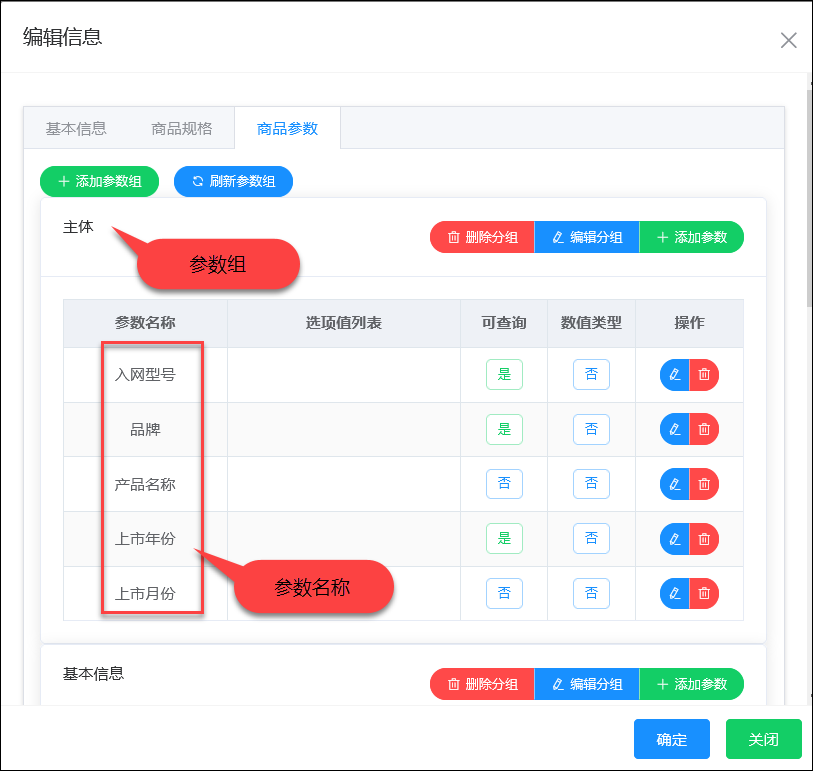 编辑信息
基本信息 商品规格 商品参数
添加参数组 刷新参数组
主体 删除分组 编辑分组 添加参数
参数组
参数名称 选项值列表 可查询 数值类型 操作
入网型号 是 否
品牌 是 否
产品名称 否 否
上市年份 是 否
参数名称
上市月份 否 否
基本信息 删除分组 编辑分组 添加参数
确定 关闭